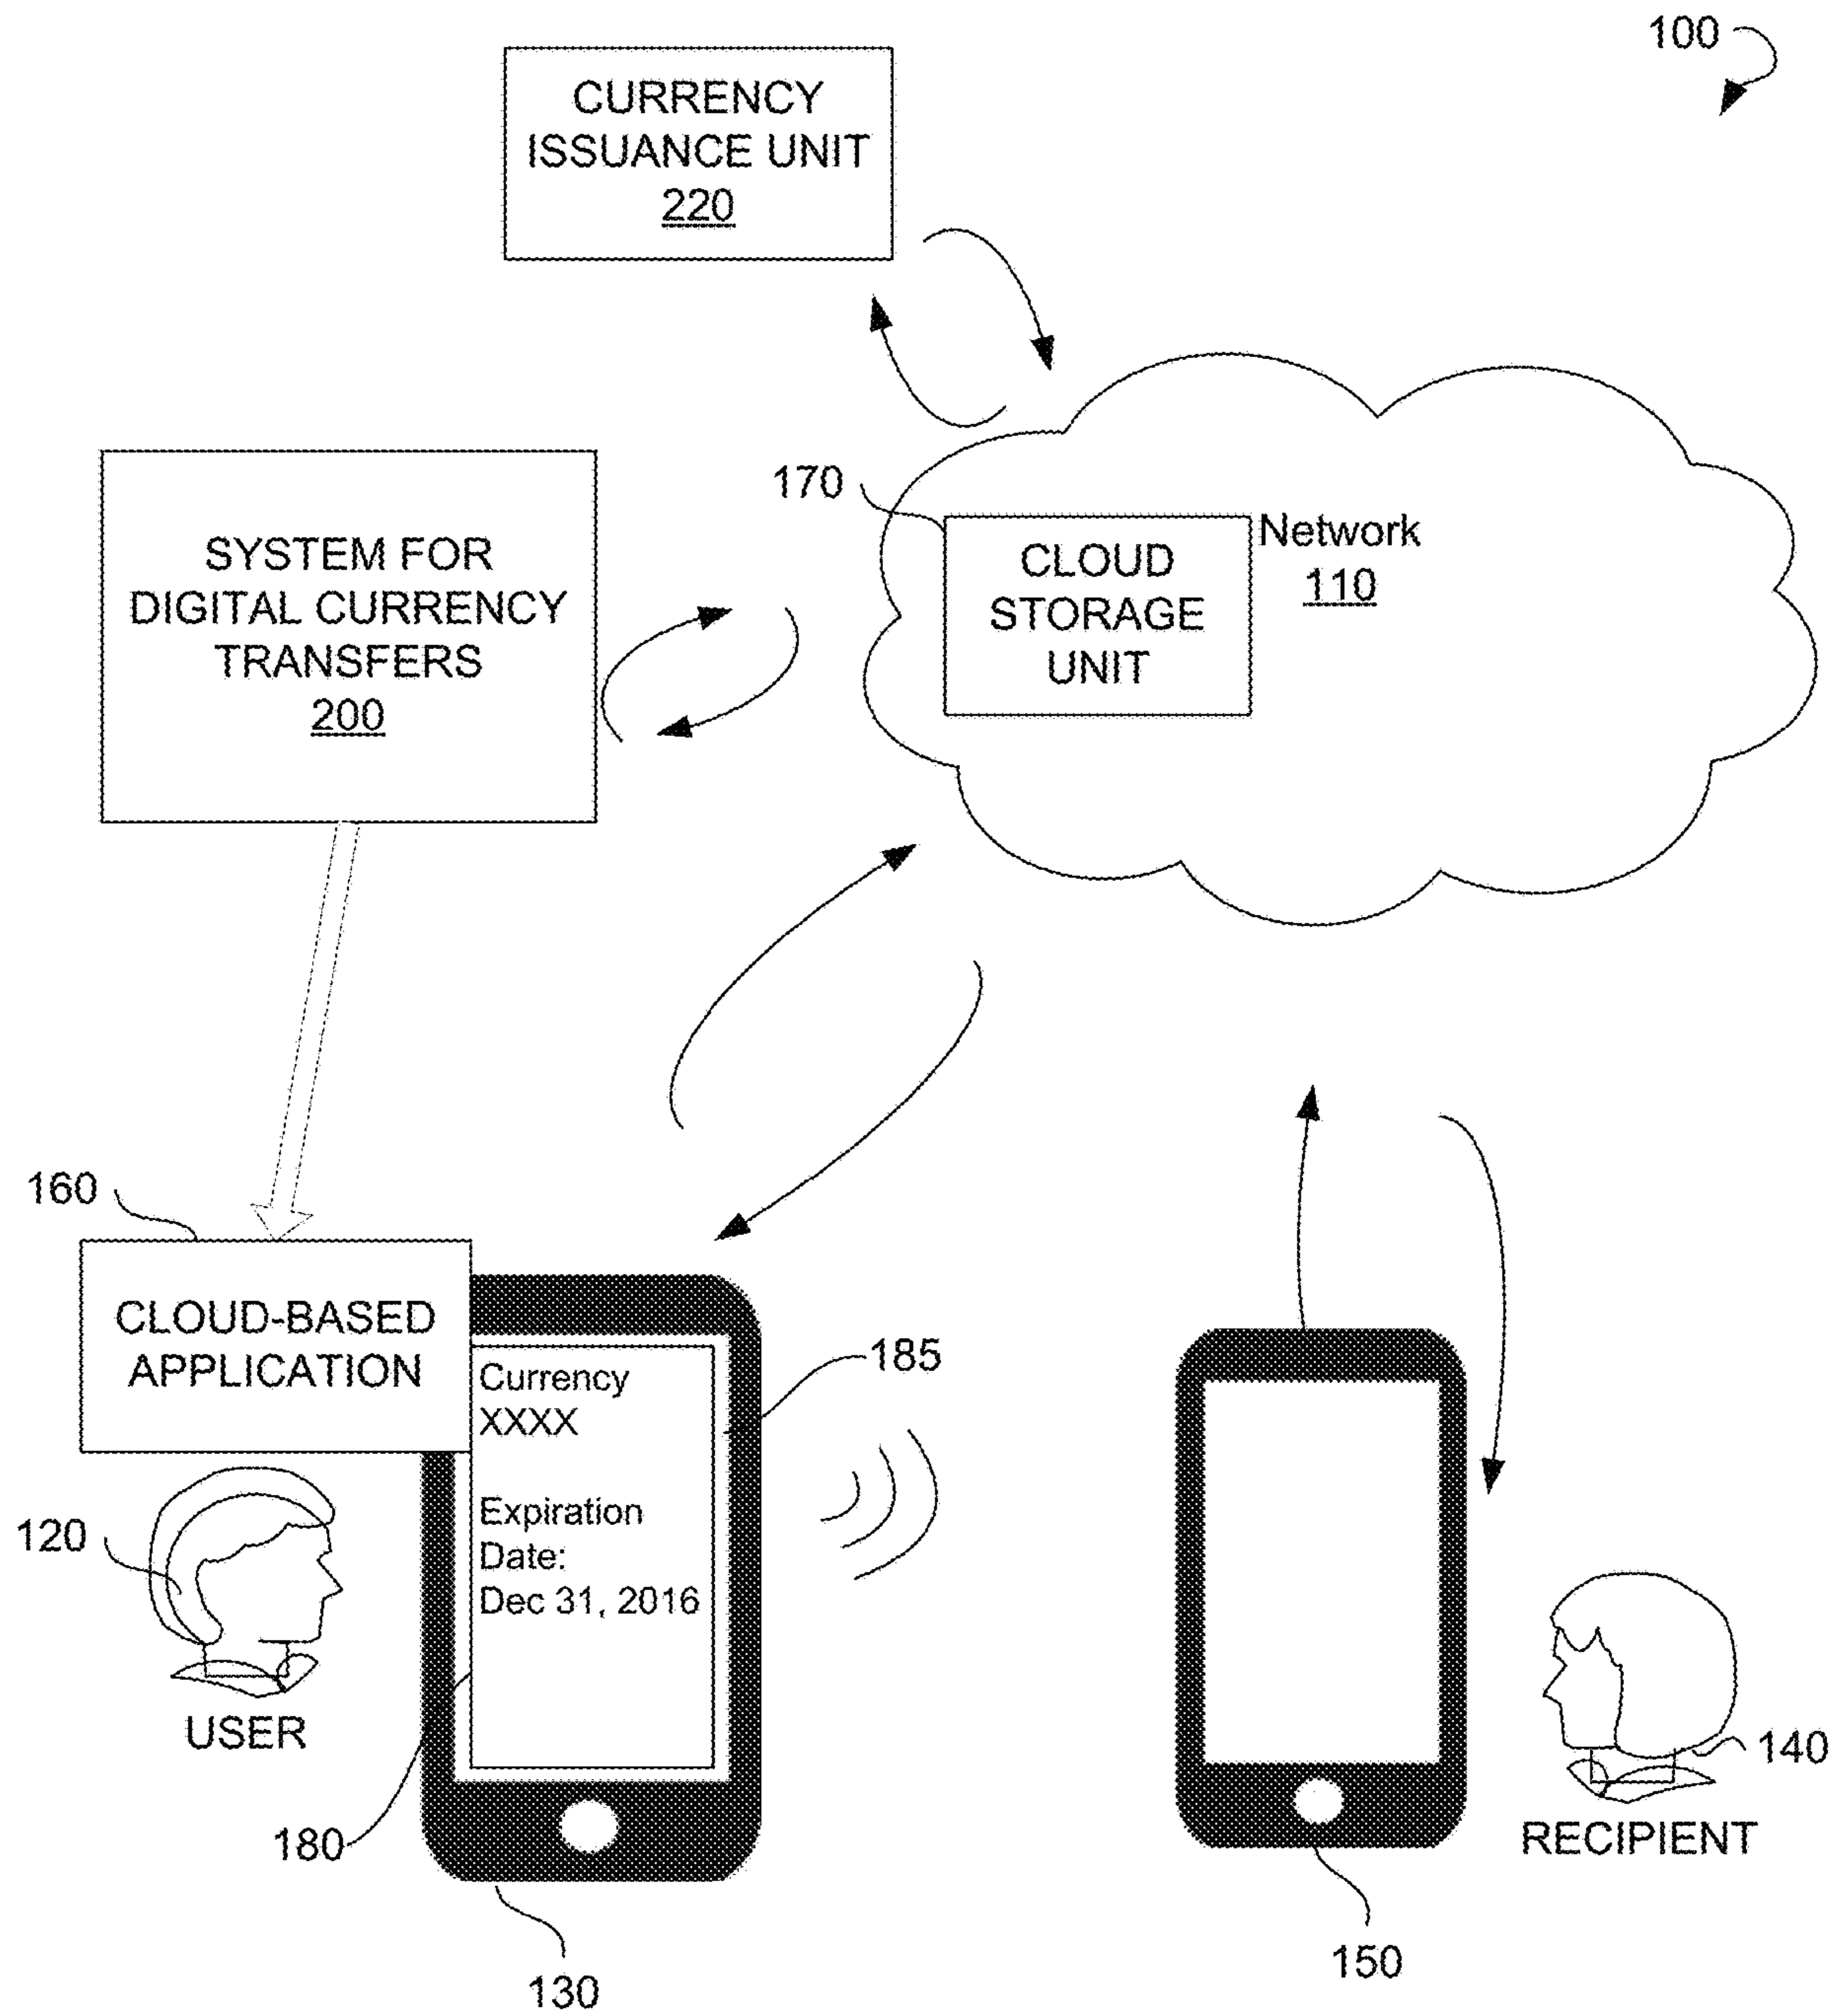 100
CURRENCY
ISSUANCE UNIT
220
170
Network
110
CLOUD
STORAGE
UNIT
SYSTEM FOR
DIGITAL CURRENCY
TRANSFERS
200
160
CLOUD-BASED
APPLICATION
185
Currency
XXXX
Expiration
Date:
Dec 31, 2016
120
USER
180
130
140
RECIPIENT
150